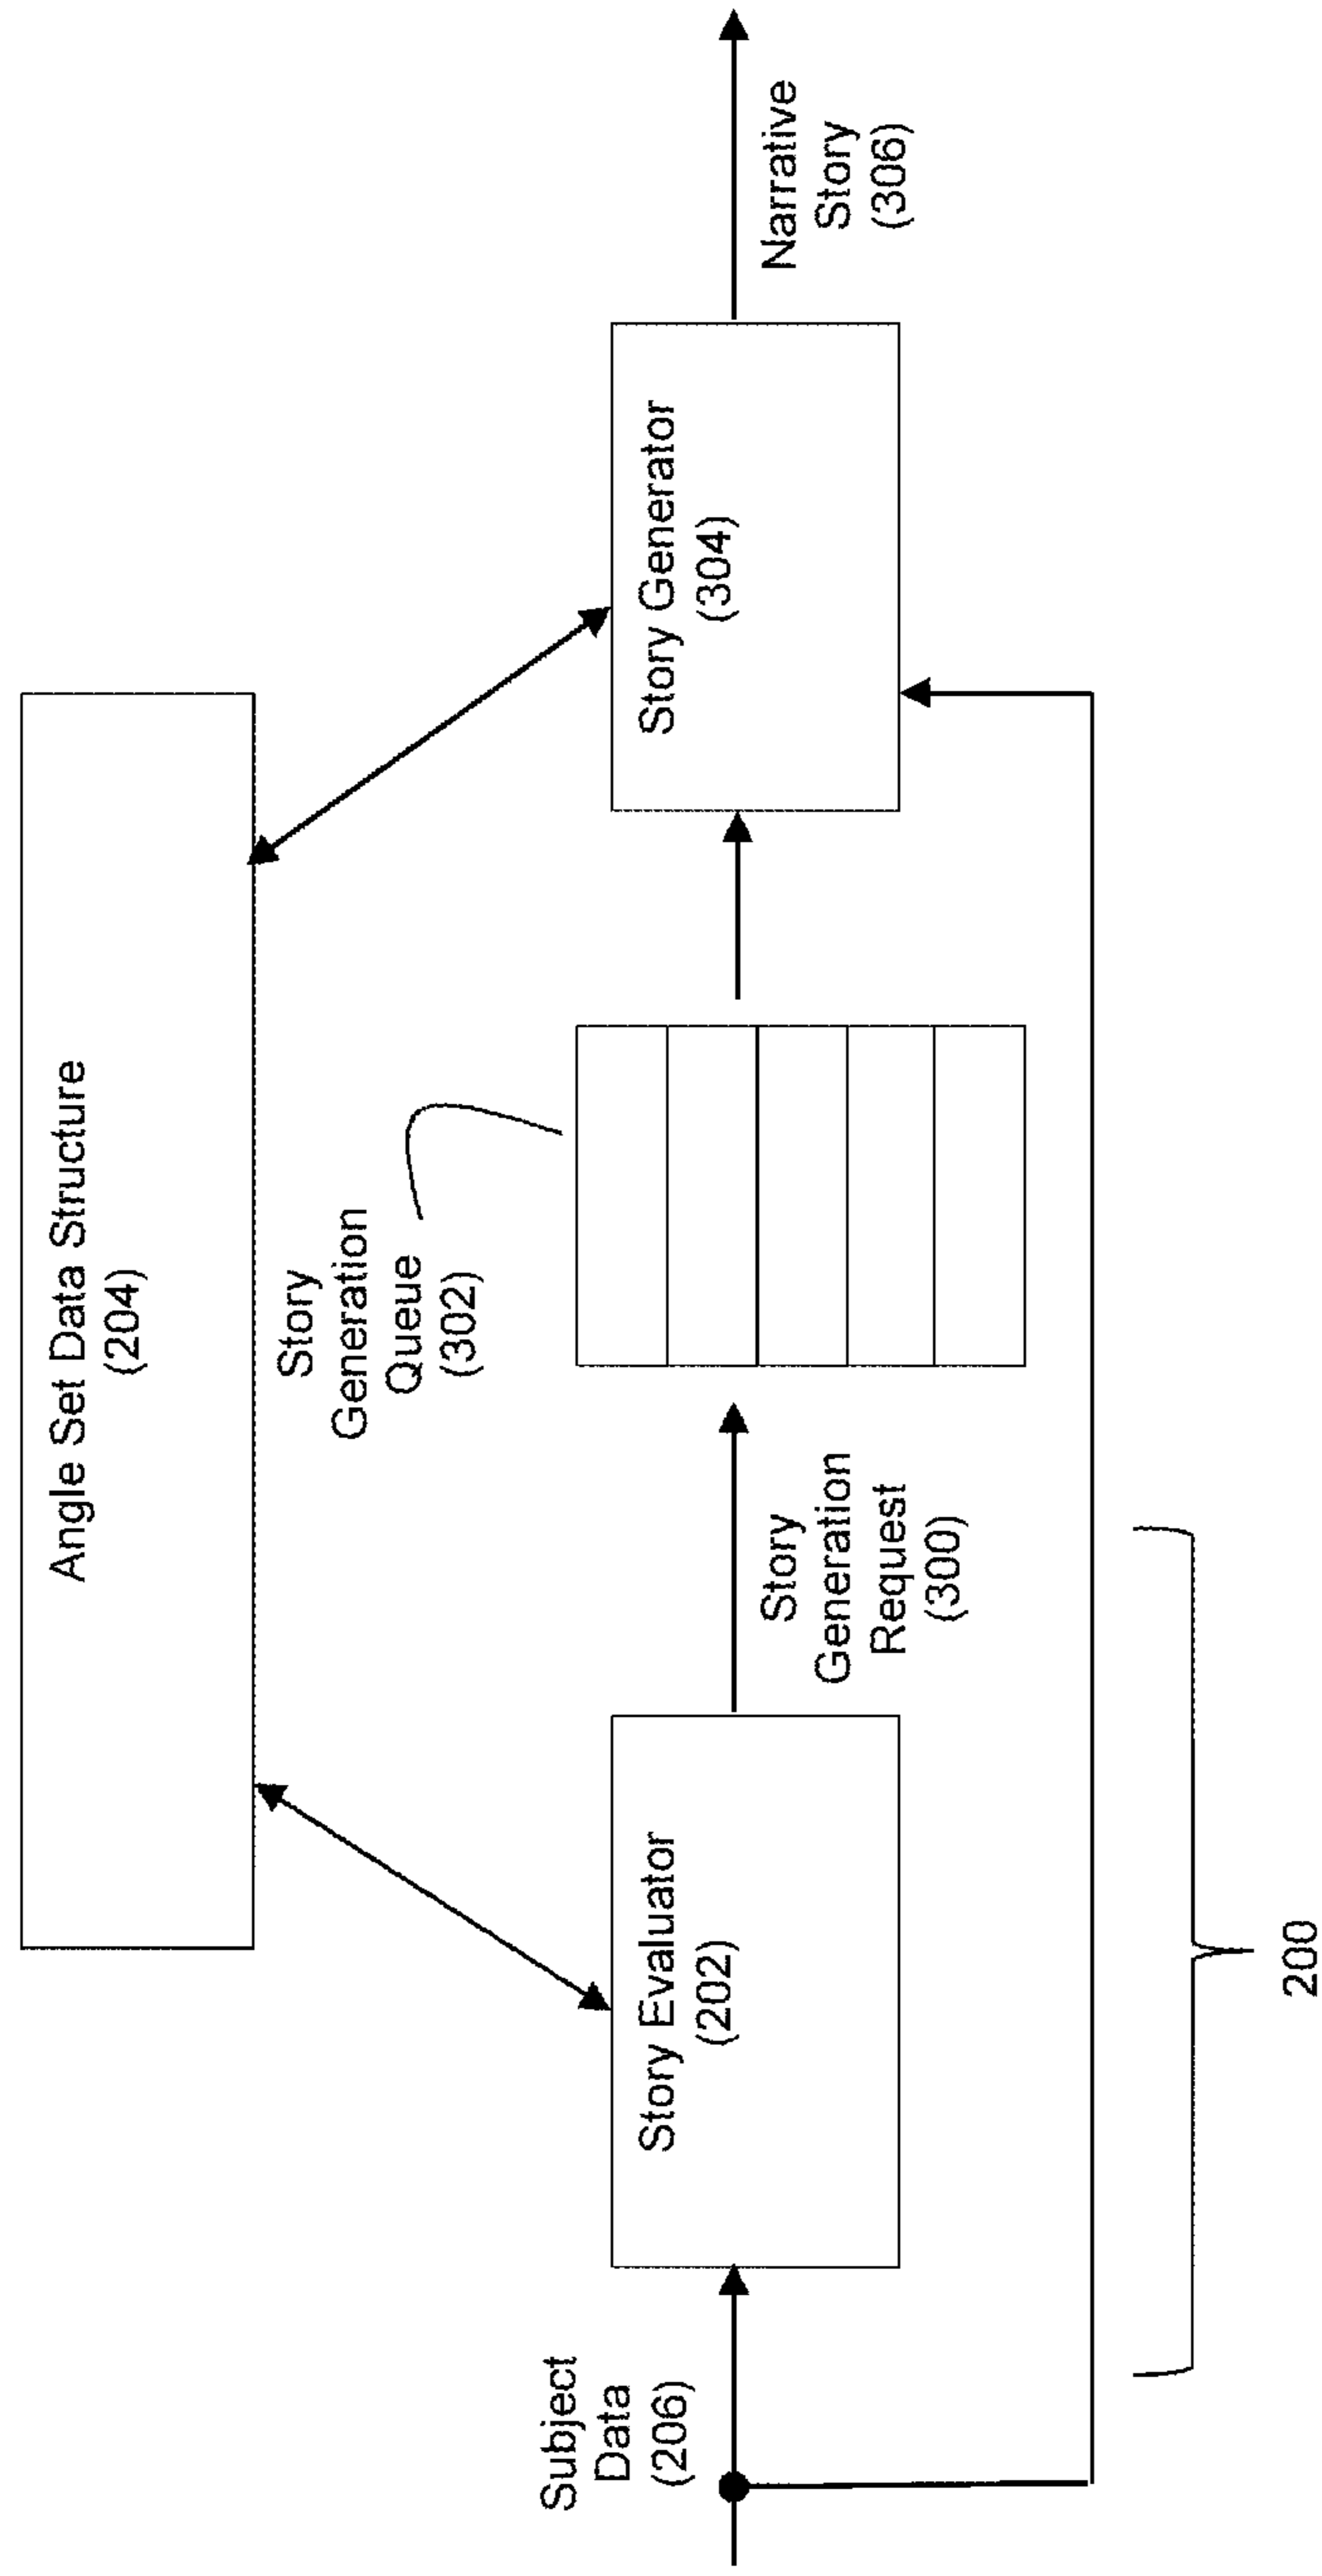 Angle Set Data Structure
(204)
Story
Generation
Queue
(302)
Subject
Data
(206)
Story Evaluator
(202)
Story
Generation
Request
(300)
Story Generator
(304)
Narrative
Story
(306)
200